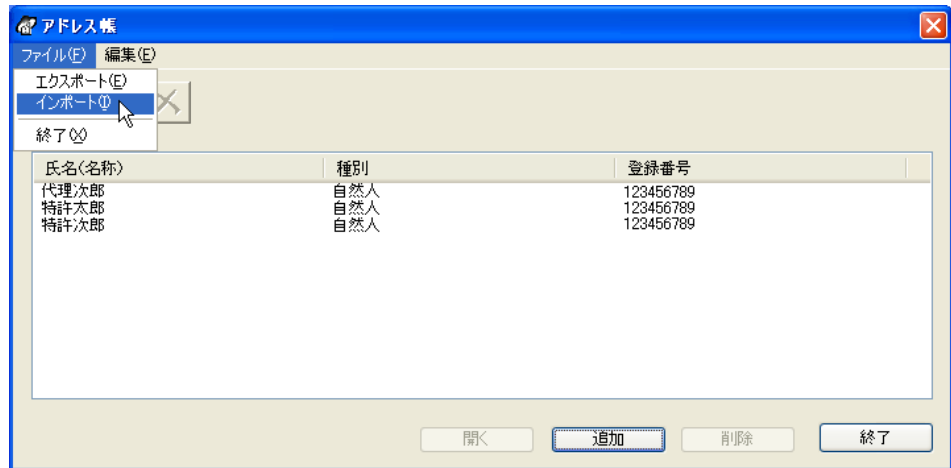 アドレス帳
ファイル(F) 編集(E)
エクスポート(E)
インポート(I)
終了(X)
氏名(名称) 種別 登録番号
代理次郎 自然人 123456789
特許太郎 自然人 123456789
特許次郎 自然人 123456789
開く 追加 削除 終了